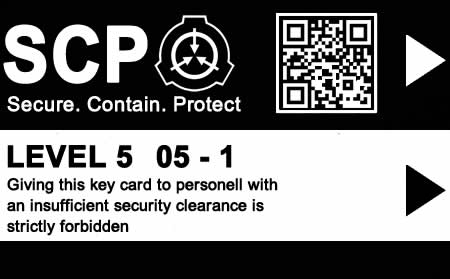 SCP
Secure. Contain. Protect
LEVEL 5 05 - 1
Giving this key card to personell with
an insufficient security clearance is
strictly forbidden